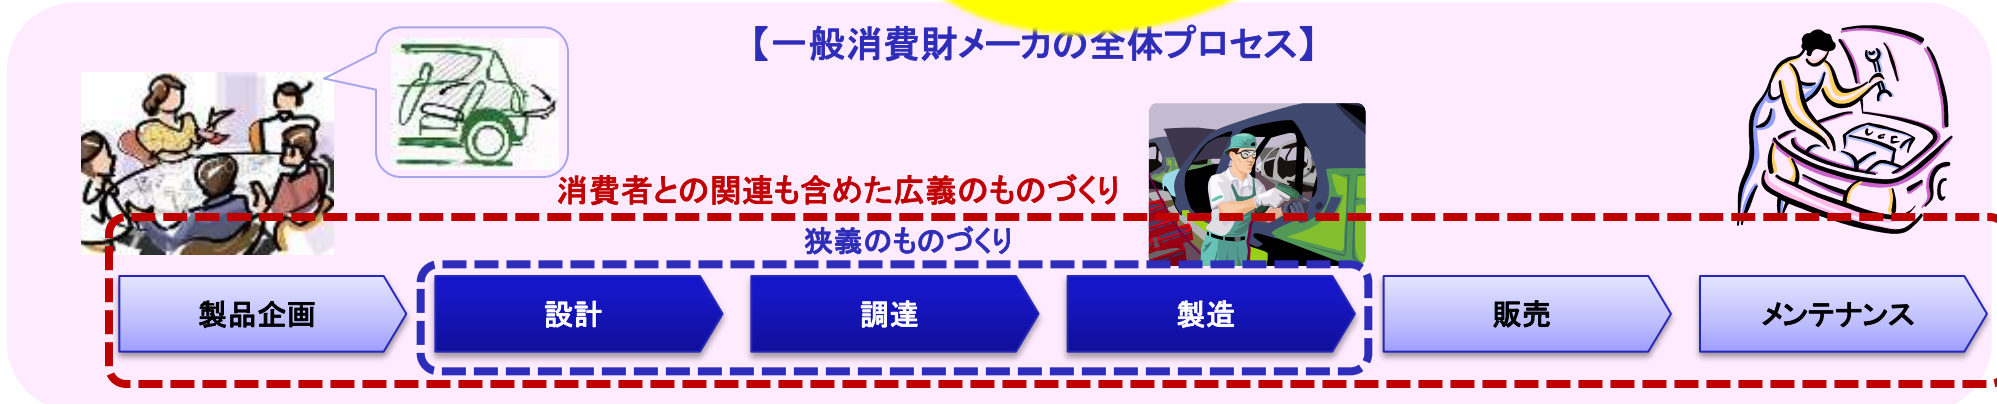 【一般消費財メーカの全体プロセス】
消費者との関連も含めた広義のものづくり
狭義のものづくり
製品企画
設計
調達
製造
販売
メンテナンス